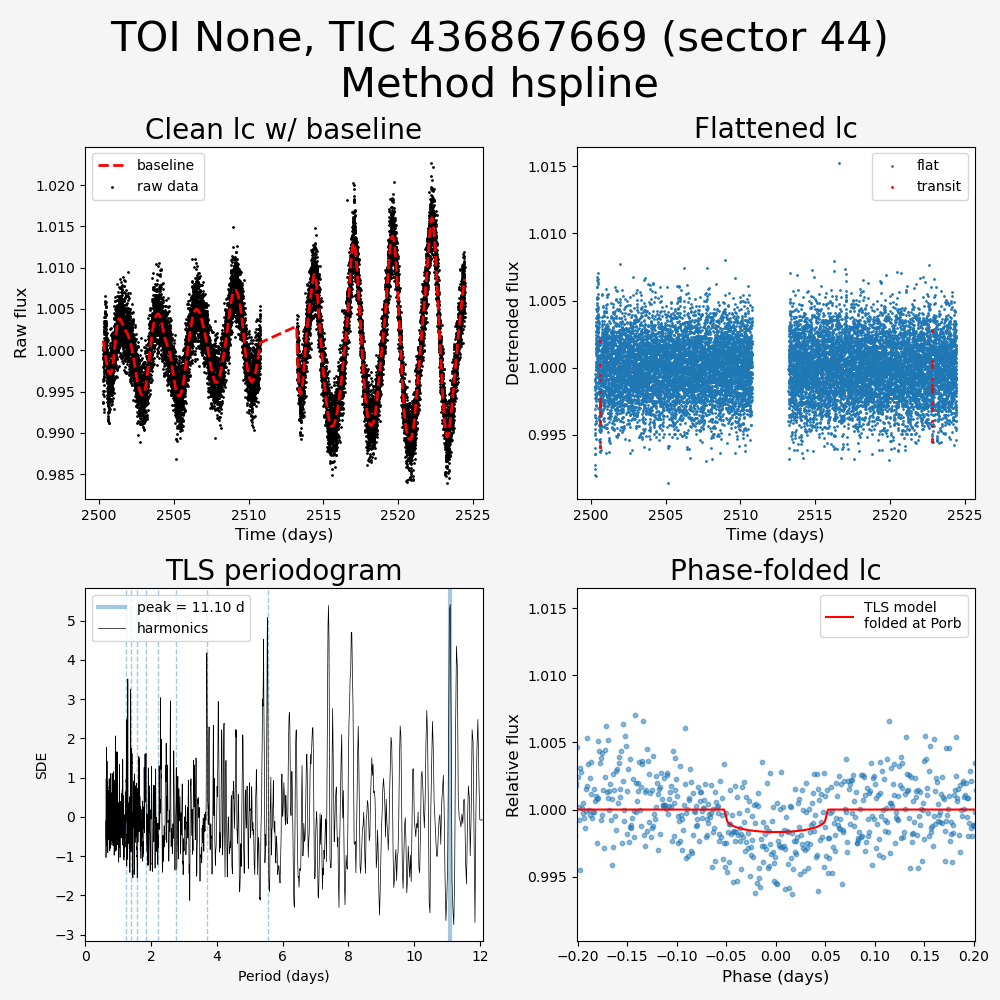 TOI None, TIC 436867669 (sector 44)
Method hspline
Clean lc w/ baseline
baseline
raw data
1.020
1.015
1.010
1.005
1.000
0.995
0.990
0.985
Raw flux
2500
2505
2510
2515
2520
2525
Time (days)
Flattened lc
flat
transit
1.015
1.010
1.005
1.000
0.995
Detrended flux
2500
2505
2510
2515
2520
2525
Time (days)
TLS periodogram
peak = 11.10 d
harmonics
5
4
3
2
1
0
−1
−2
−3
SDE
0
2
4
6
8
10
12
Period (days)
Phase-folded lc
TLS model
folded at Porb
1.015
1.010
1.005
1.000
0.995
Relative flux
−0.20
−0.15
−0.10
−0.05
0.00
0.05
0.10
0.15
0.20
Phase (days)